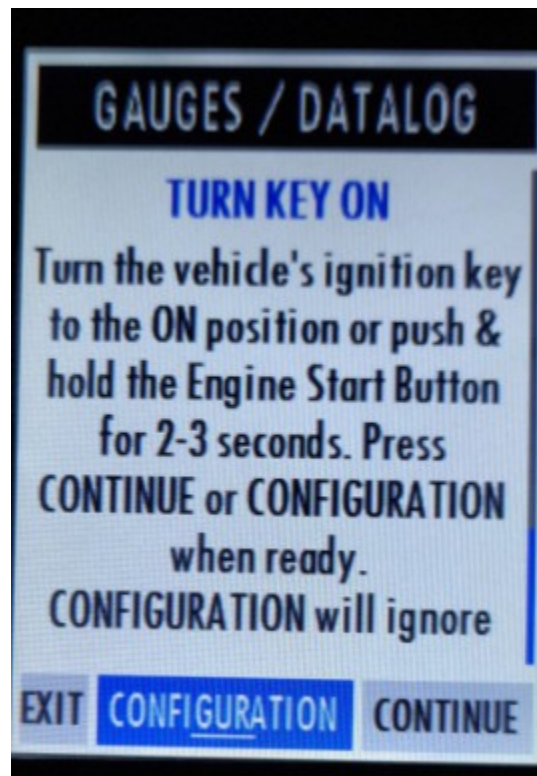 GAUGES / DATALOG
TURN KEY ON
Turn the vehicle's ignition key
to the ON position or push &
hold the Engine Start Button
for 2-3 seconds. Press
CONTINUE or CONFIGURATION
when ready.
CONFIGURATION will ignore
EXIT CONFIGURATION CONTINUE